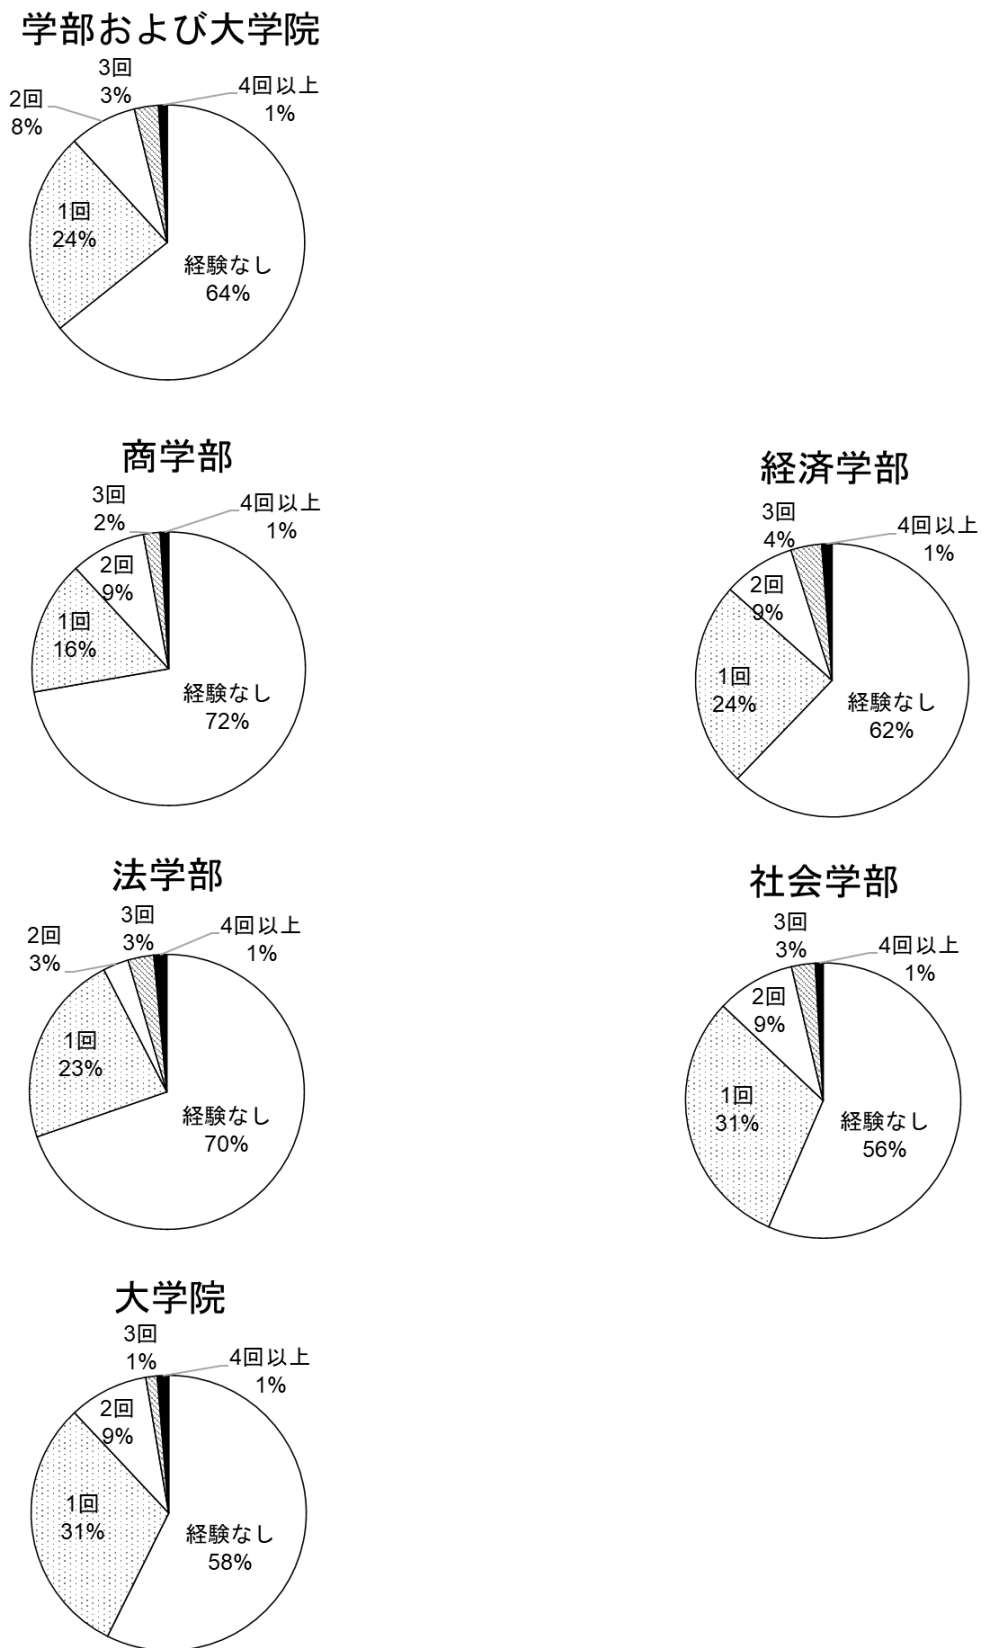 学部および大学院
3回
3%
4回以上
1%
2回
8%
1回
24%
経験なし
64%
商学部
3回
2%
4回以上
1%
2回
9%
1回
16%
経験なし
72%
経済学部
3回
4%
4回以上
1%
2回
9%
1回
24%
経験なし
62%
法学部
3回
3%
4回以上
1%
2回
3%
1回
23%
経験なし
70%
社会学部
3回
3%
4回以上
1%
2回
9%
1回
31%
経験なし
56%
大学院
3回
1%
4回以上
1%
2回
9%
1回
31%
経験なし
58%